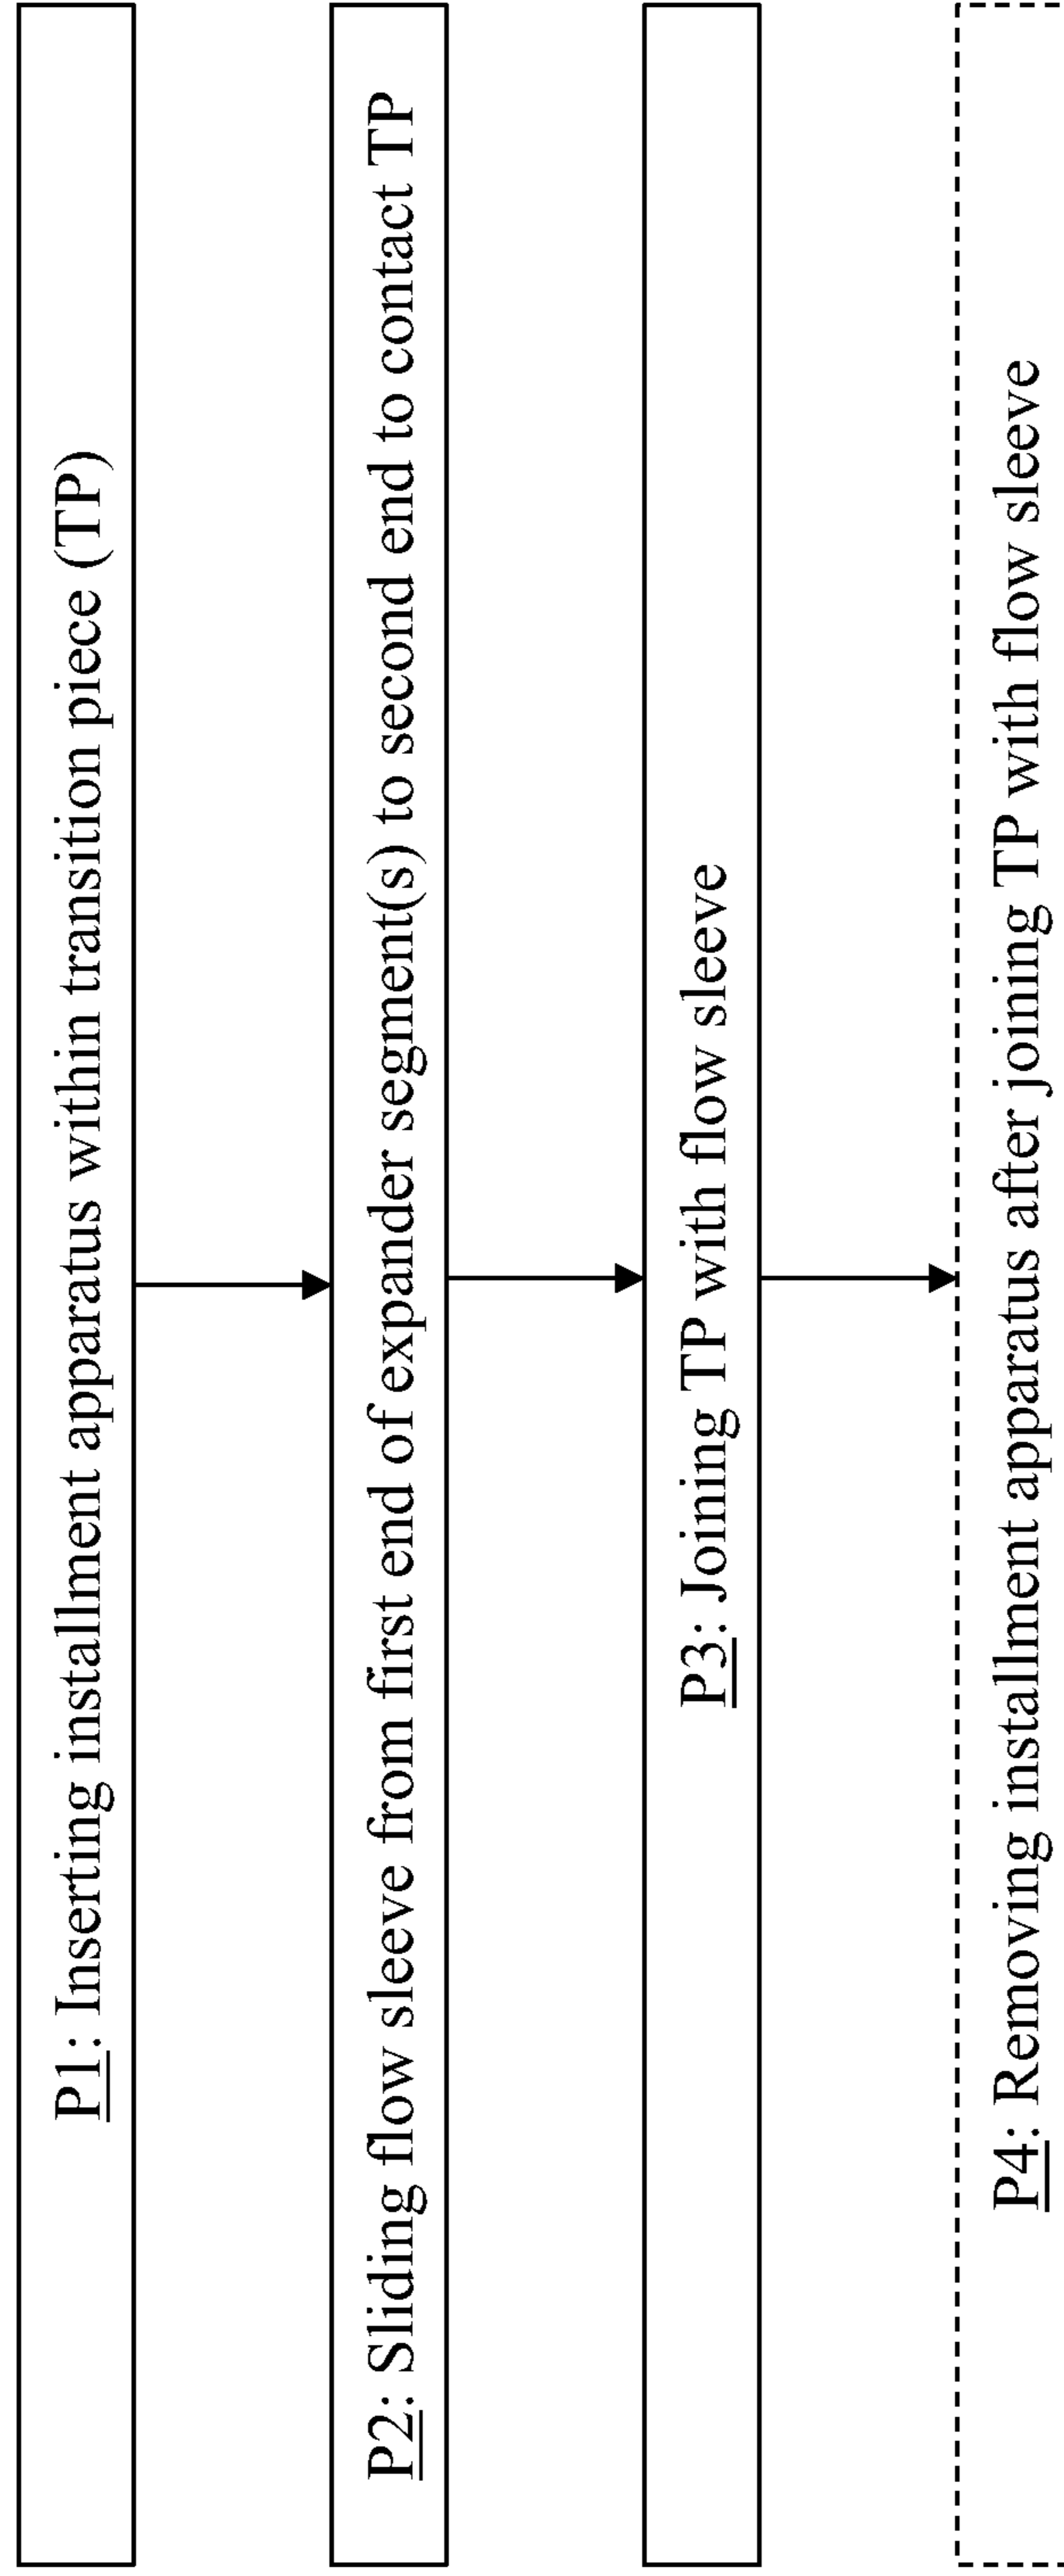 P1: Inserting installment apparatus within transition piece (TP)
P2: Sliding flow sleeve from first end of expander segment(s) to second end to contact TP
P3: Joining TP with flow sleeve
P4: Removing installment apparatus after joining TP with flow sleeve